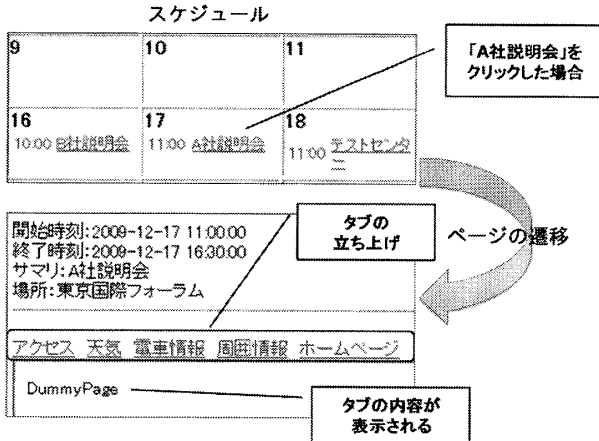 スケジュール
9 10 11
「A社説明会」を
クリックした場合
16 17 18
10:00 B社説明会 11:00 A社説明会 11:00 テストセンタ
ー
開始時刻:2009-12-17 11:00:00
終了時刻:2009-12-17 16:30:00
サマリ:A社説明会
場所:東京国際フォーラム
タブの
立ち上げ
ページの遷移
アクセス 天気 電車情報 周囲情報 ホームページ
DummyPage
タブの内容が
表示される